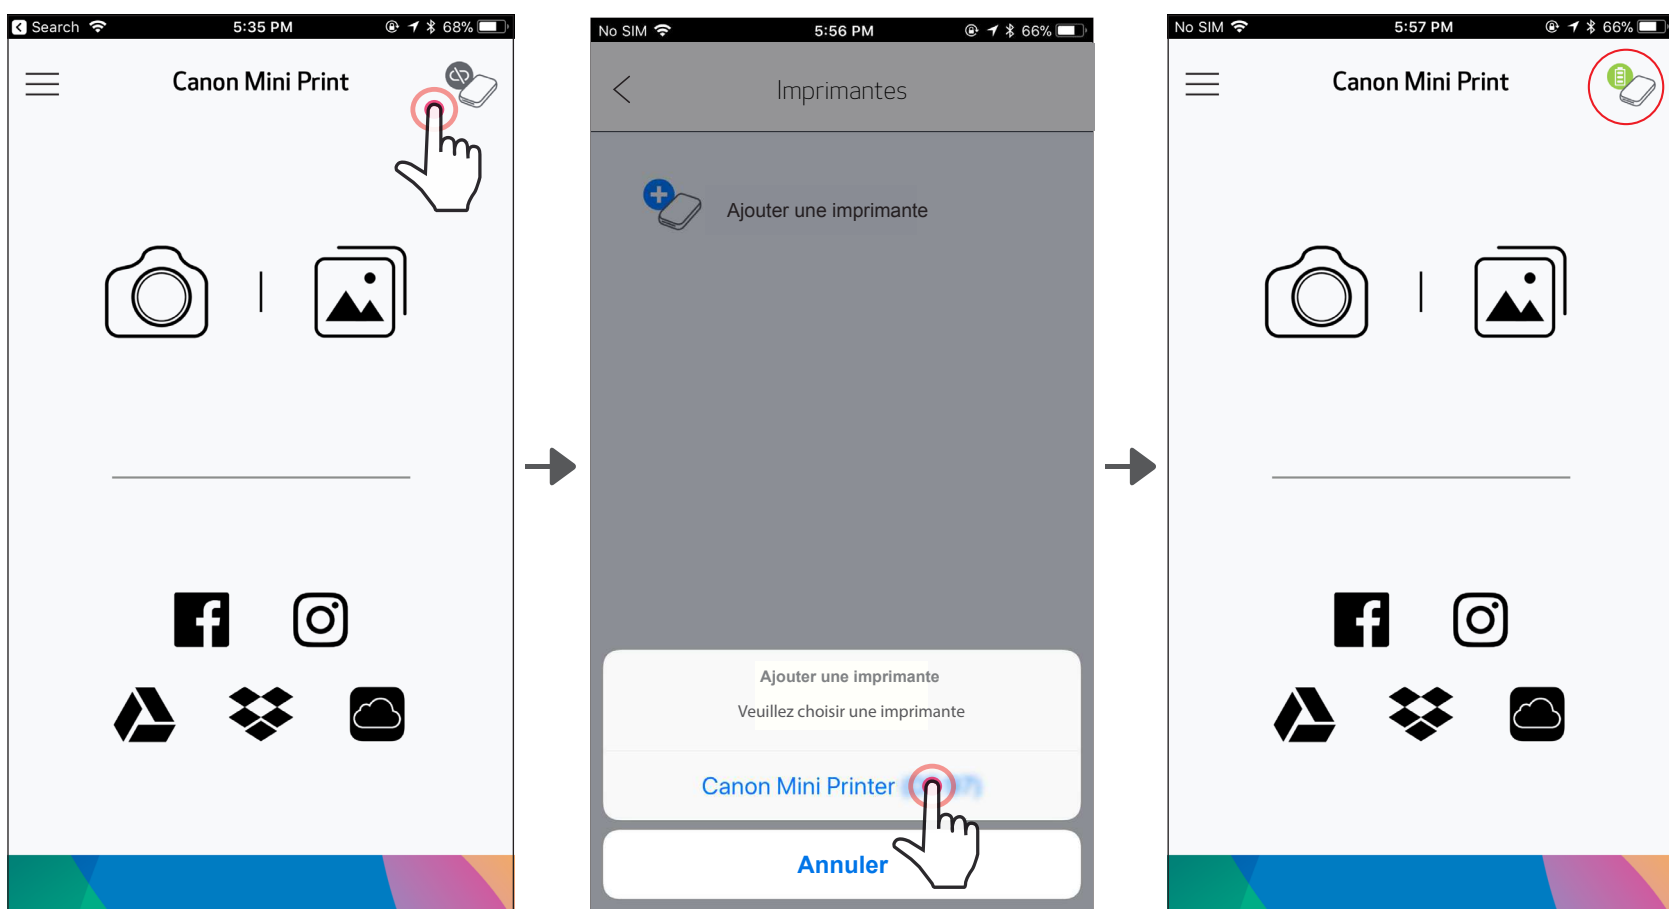 Search 5:35 PM 68%
Canon Mini Print
No SIM 5:56 PM 66%
Imprimantes
Ajouter une imprimante
Ajouter une imprimante
Veuillez choisir une imprimante
Canon Mini Printer
Annuler
No SIM 5:57 PM 66%
Canon Mini Print